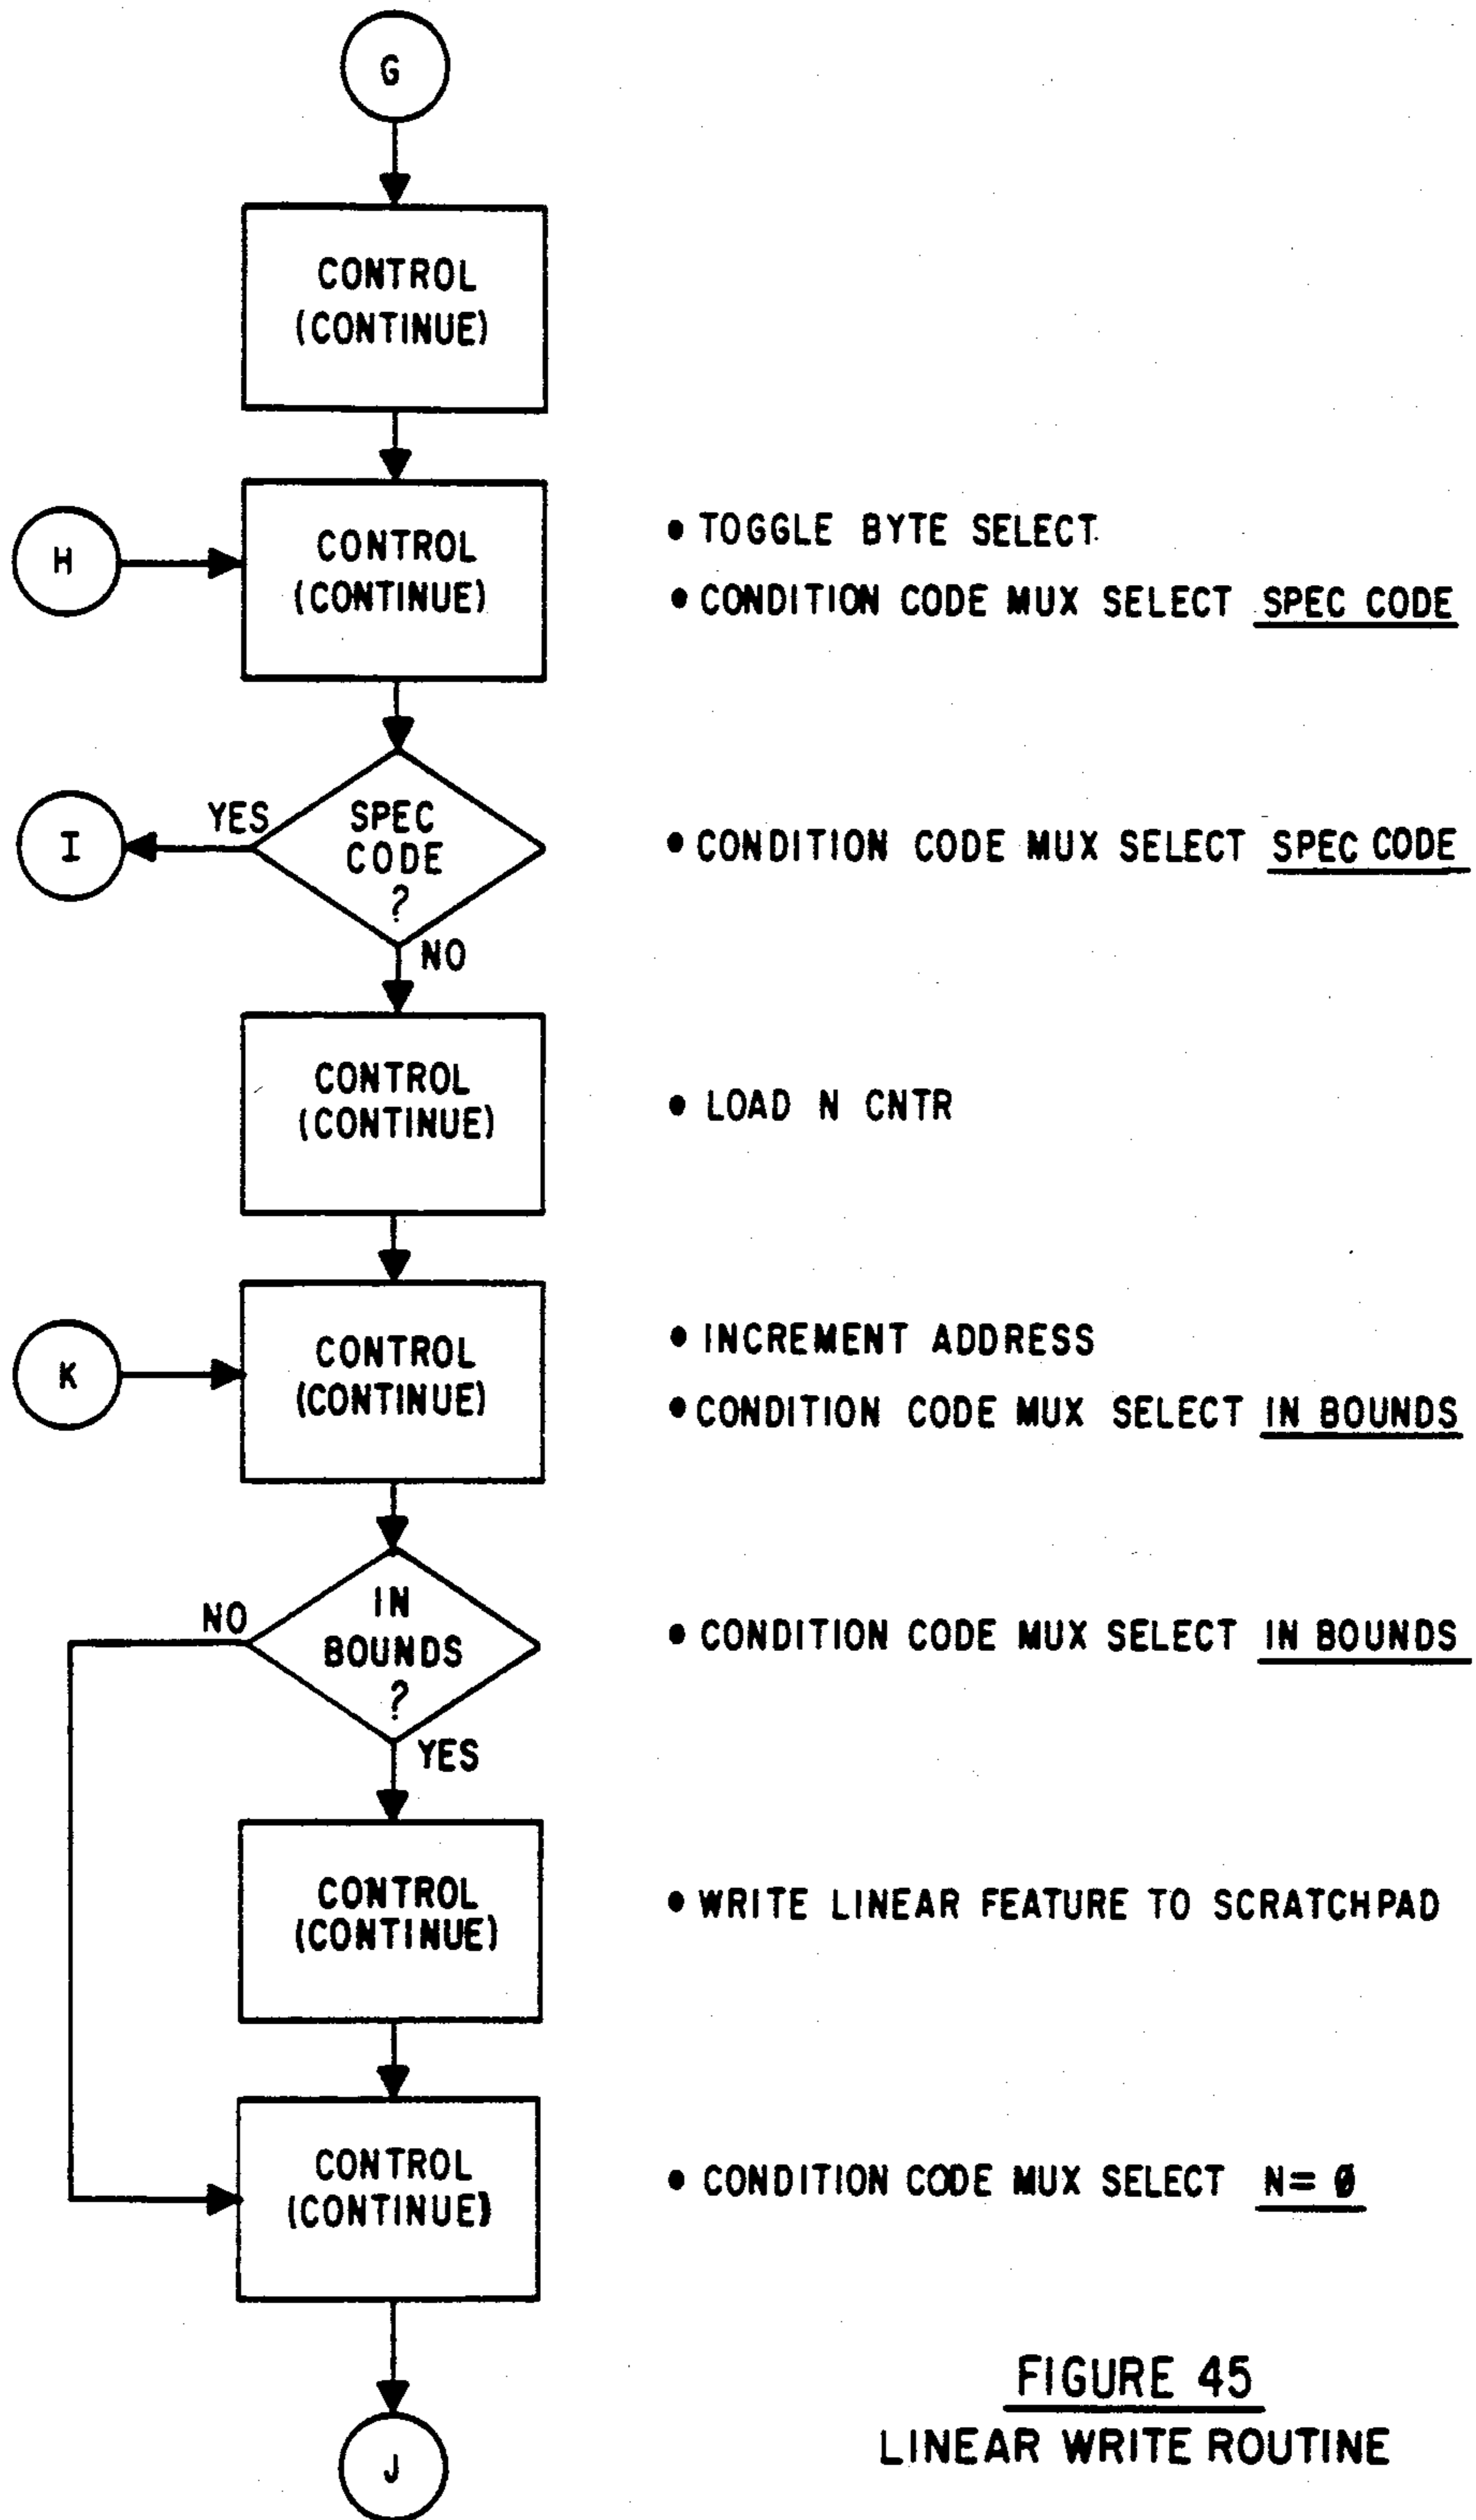 G
CONTROL
(CONTINUE)
H
CONTROL
(CONTINUE)
• TOGGLE BYTE SELECT
• CONDITION CODE MUX SELECT SPEC CODE
I
YES
SPEC
CODE
?
NO
• CONDITION CODE MUX SELECT SPEC CODE
CONTROL
(CONTINUE)
• LOAD N CNTR
K
CONTROL
(CONTINUE)
• INCREMENT ADDRESS
• CONDITION CODE MUX SELECT IN BOUNDS
NO
IN
BOUNDS
?
YES
• CONDITION CODE MUX SELECT IN BOUNDS
CONTROL
(CONTINUE)
• WRITE LINEAR FEATURE TO SCRATCHPAD
CONTROL
(CONTINUE)
• CONDITION CODE MUX SELECT N=Ø
J
FIGURE 45
LINEAR WRITE ROUTINE